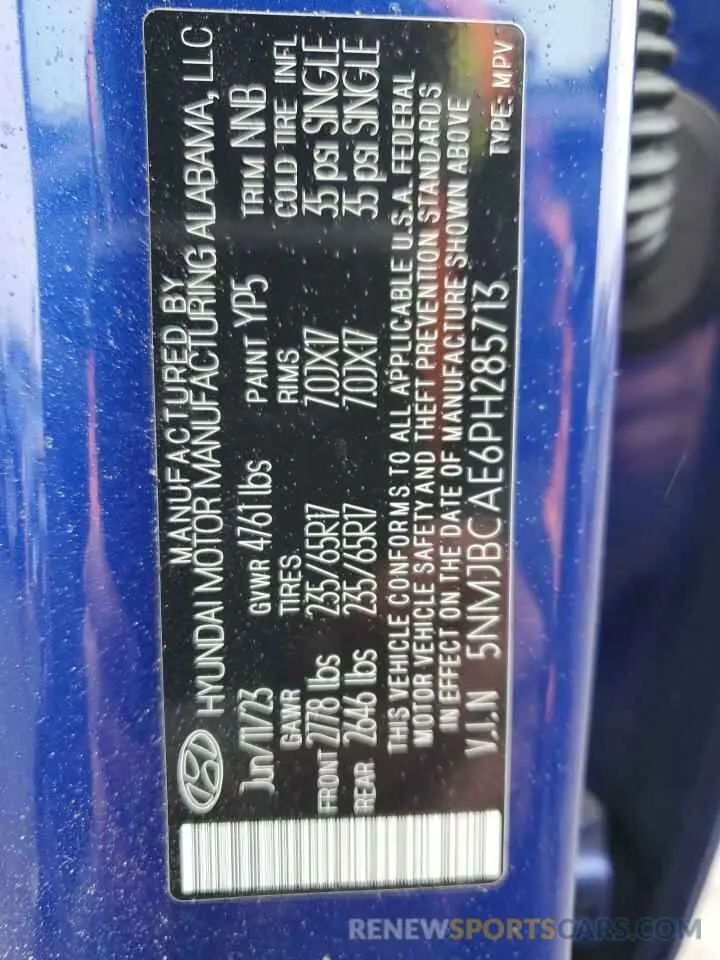 MANUFACTURED BY
HYUNDAI MOTOR MANUFACTURING ALABAMA, LLC
Jun/11/23 GVWR 4761 lbs PAINT YP5 TRIM NNB
GAWR TIRES RIMS COLD TIRE INFL
FRONT 2778 lbs 235/65R17 7.0JX17 35 psi SINGLE
REAR 2646 lbs 235/65R17 7.0JX17 35 psi SINGLE
THIS VEHICLE CONFORMS TO ALL APPLICABLE U.S.A. FEDERAL
MOTOR VEHICLE SAFETY AND THEFT PREVENTION STANDARDS
IN EFFECT ON THE DATE OF MANUFACTURE SHOWN ABOVE
V.I.N 5NMJBCAE6PH285713 TYPE: MPV
RENEWSPORTSCARS.COM